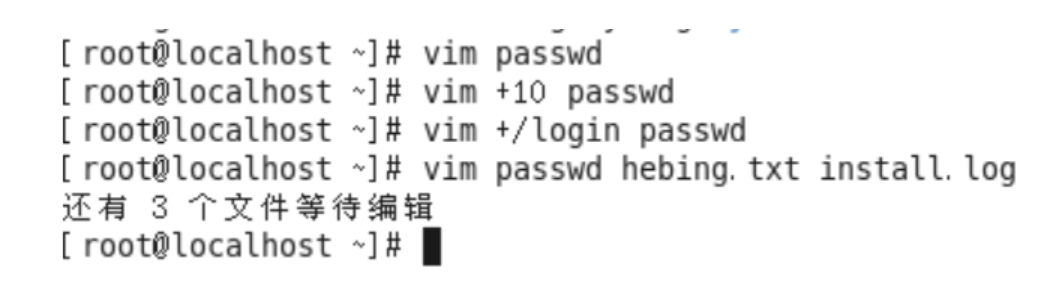 [root@localhost ~]# vim passwd
[root@localhost ~]# vim +10 passwd
[root@localhost ~]# vim +/login passwd
[root@localhost ~]# vim passwd hebing.txt install.log
还有 3 个文件等待编辑
[root@localhost ~]#